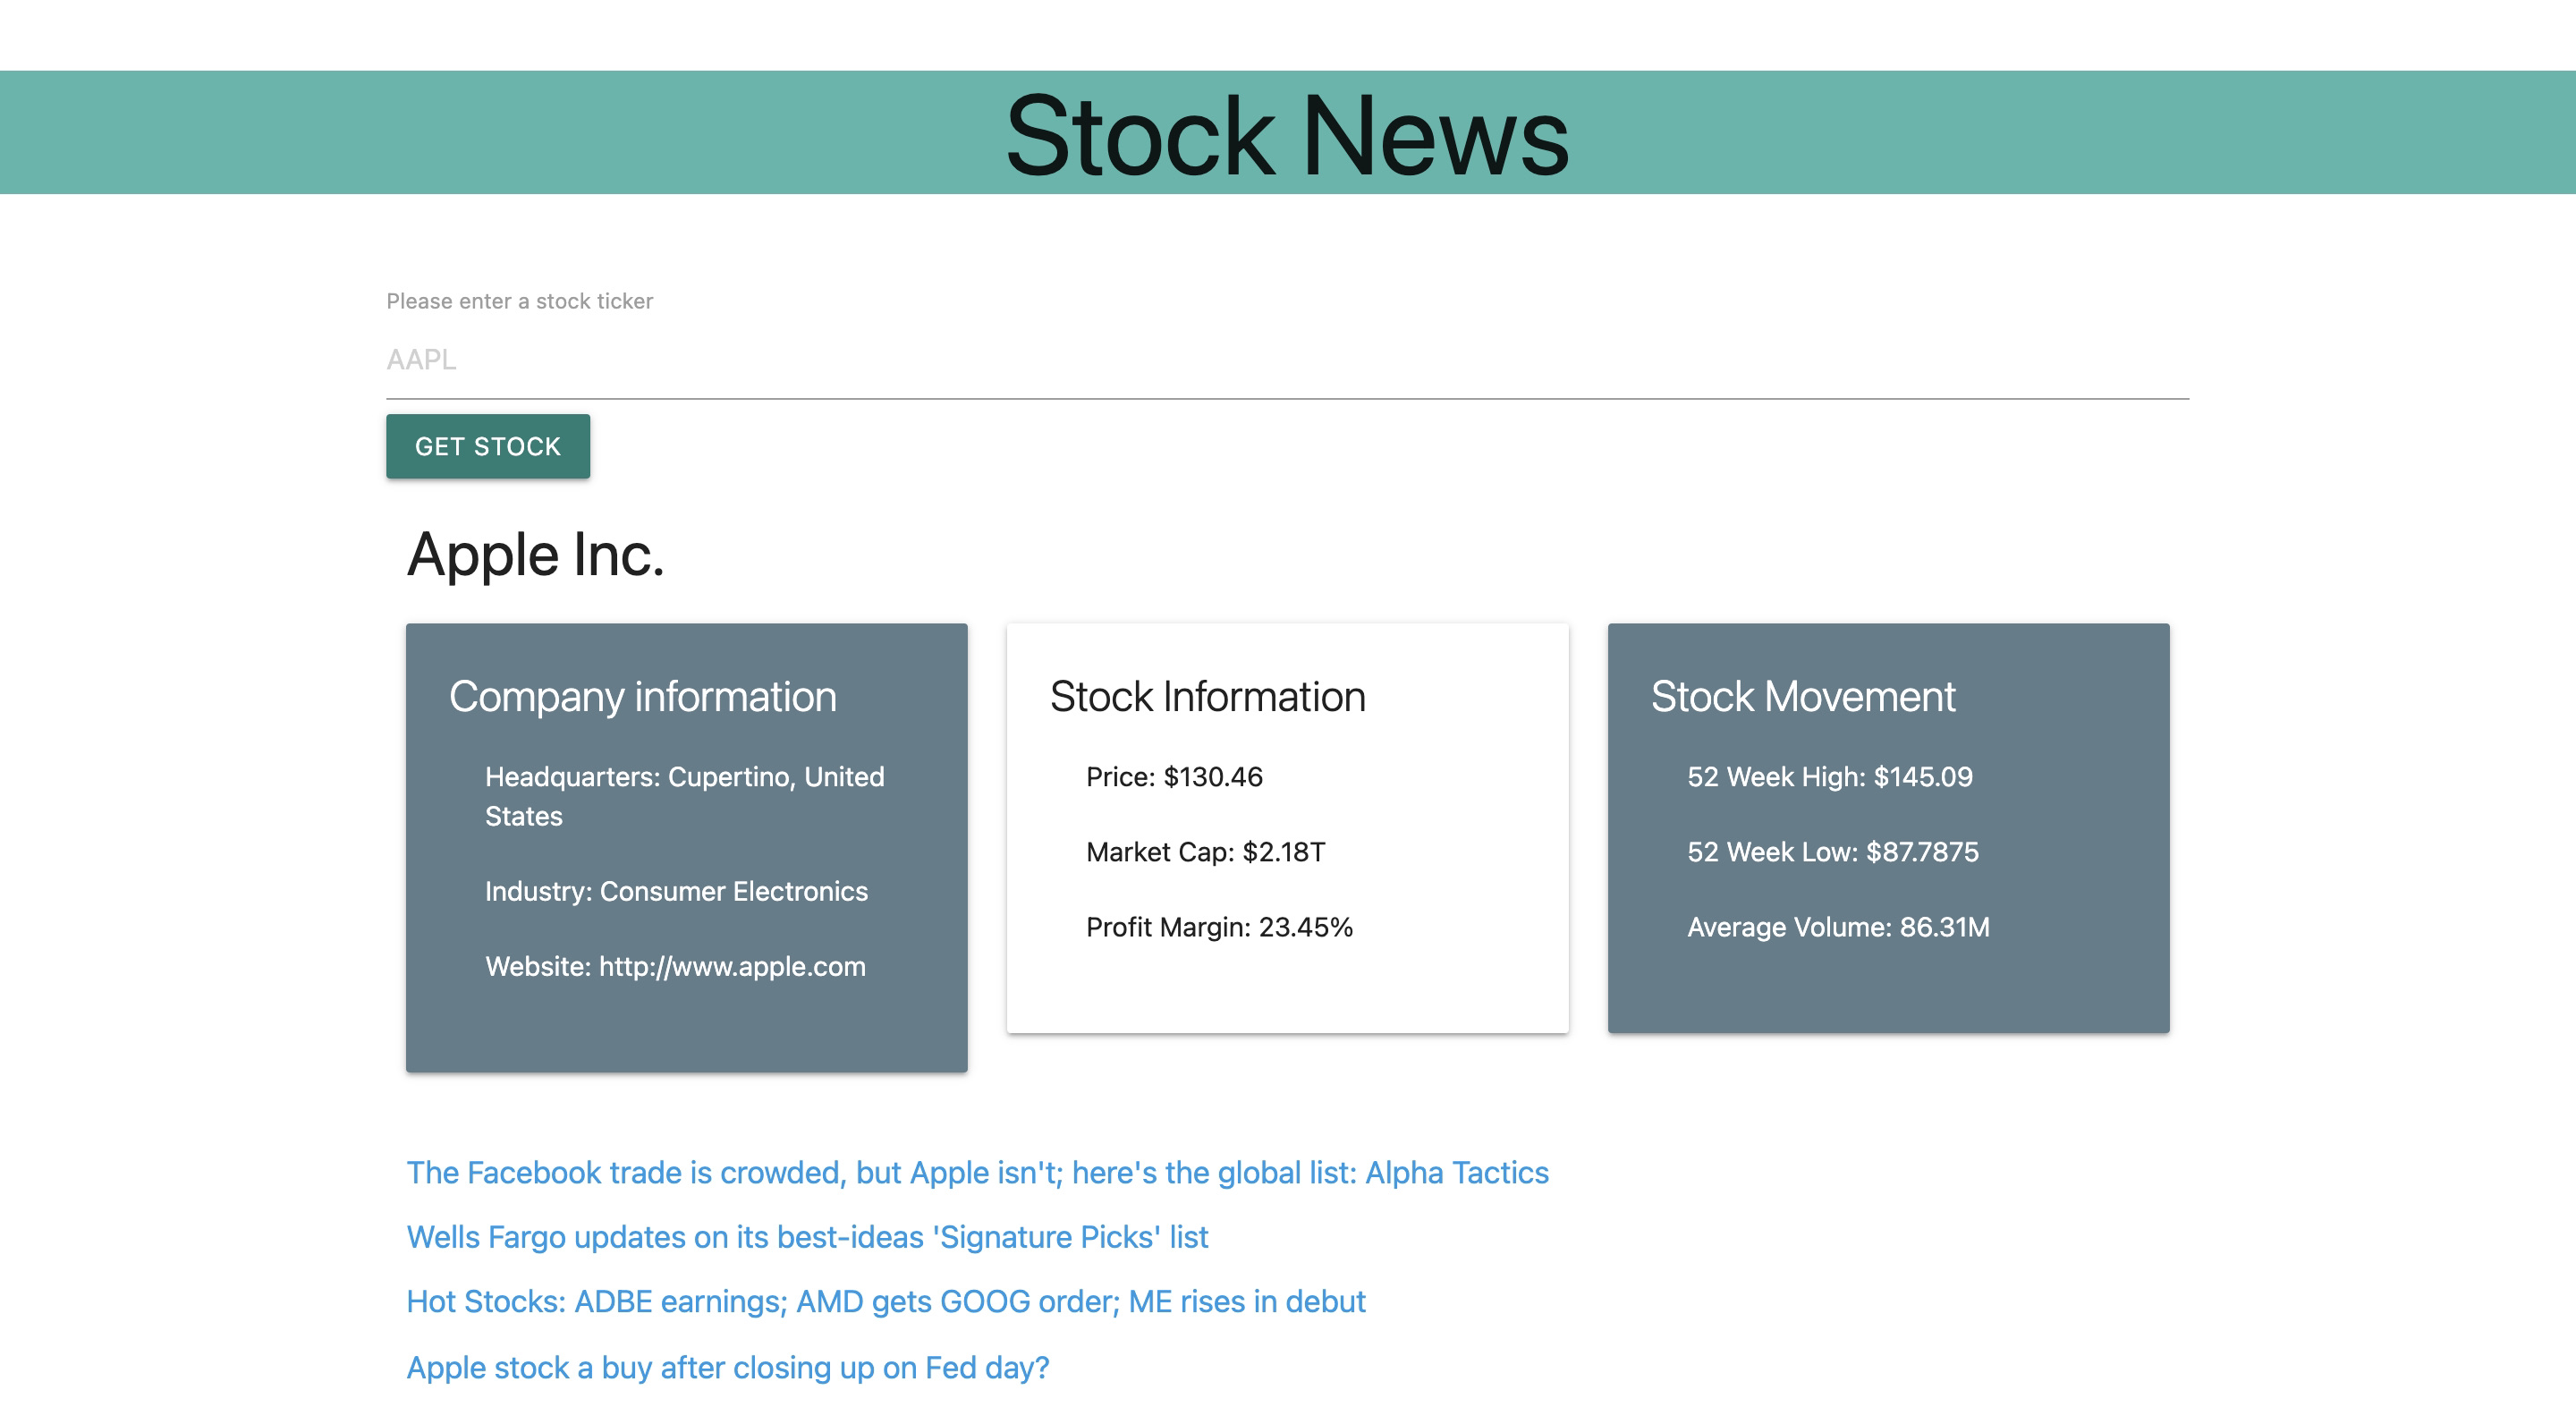 Stock News
Please enter a stock ticker
AAPL
GET STOCK
Apple Inc.
Company information
Headquarters: Cupertino, United
States
Industry: Consumer Electronics
Website: http://www.apple.com
Stock Information
Price: $130.46
Market Cap: $2.18T
Profit Margin: 23.45%
Stock Movement
52 Week High: $145.09
52 Week Low: $87.7875
Average Volume: 86.31M
The Facebook trade is crowded, but Apple isn't; here's the global list: Alpha Tactics
Wells Fargo updates on its best-ideas 'Signature Picks' list
Hot Stocks: ADBE earnings; AMD gets GOOG order; ME rises in debut
Apple stock a buy after closing up on Fed day?